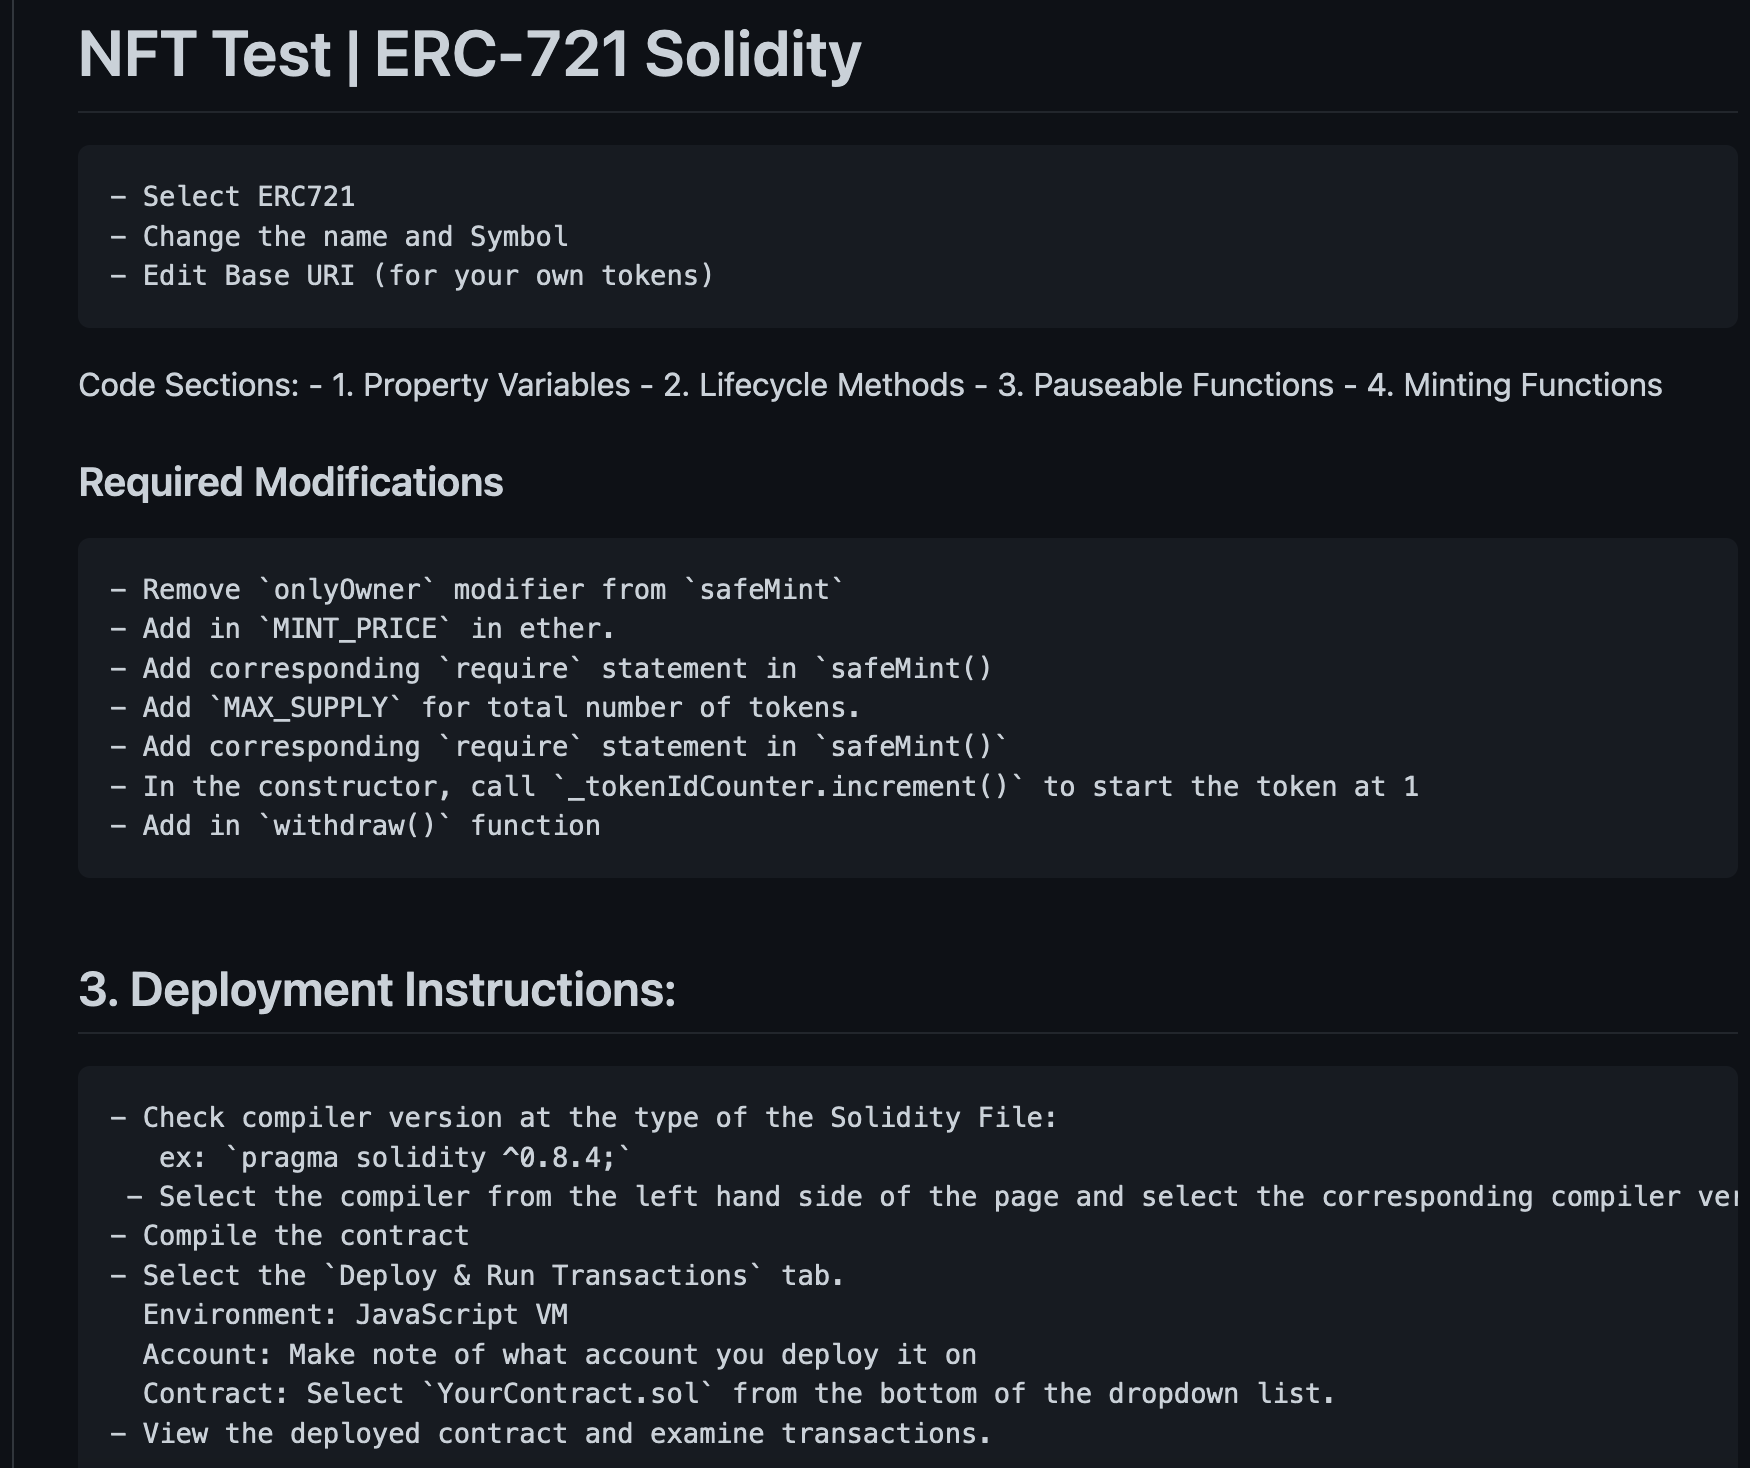 NFT Test | ERC-721 Solidity
- Select ERC721
- Change the name and Symbol
- Edit Base URI (for your own tokens)
Code Sections: - 1. Property Variables - 2. Lifecycle Methods - 3. Pauseable Functions - 4. Minting Functions
Required Modifications
- Remove `onlyOwner` modifier from `safeMint`
- Add in `MINT_PRICE` in ether.
- Add corresponding `require` statement in `safeMint()
- Add `MAX_SUPPLY` for total number of tokens.
- Add corresponding `require` statement in `safeMint()`
- In the constructor, call `_tokenIdCounter.increment()` to start the token at 1
- Add in `withdraw()` function
3. Deployment Instructions:
- Check compiler version at the type of the Solidity File:
ex: `pragma solidity ^0.8.4;`
- Select the compiler from the left hand side of the page and select the corresponding compiler ver
- Compile the contract
- Select the `Deploy & Run Transactions` tab.
Environment: JavaScript VM
Account: Make note of what account you deploy it on
Contract: Select `YourContract.sol` from the bottom of the dropdown list.
- View the deployed contract and examine transactions.